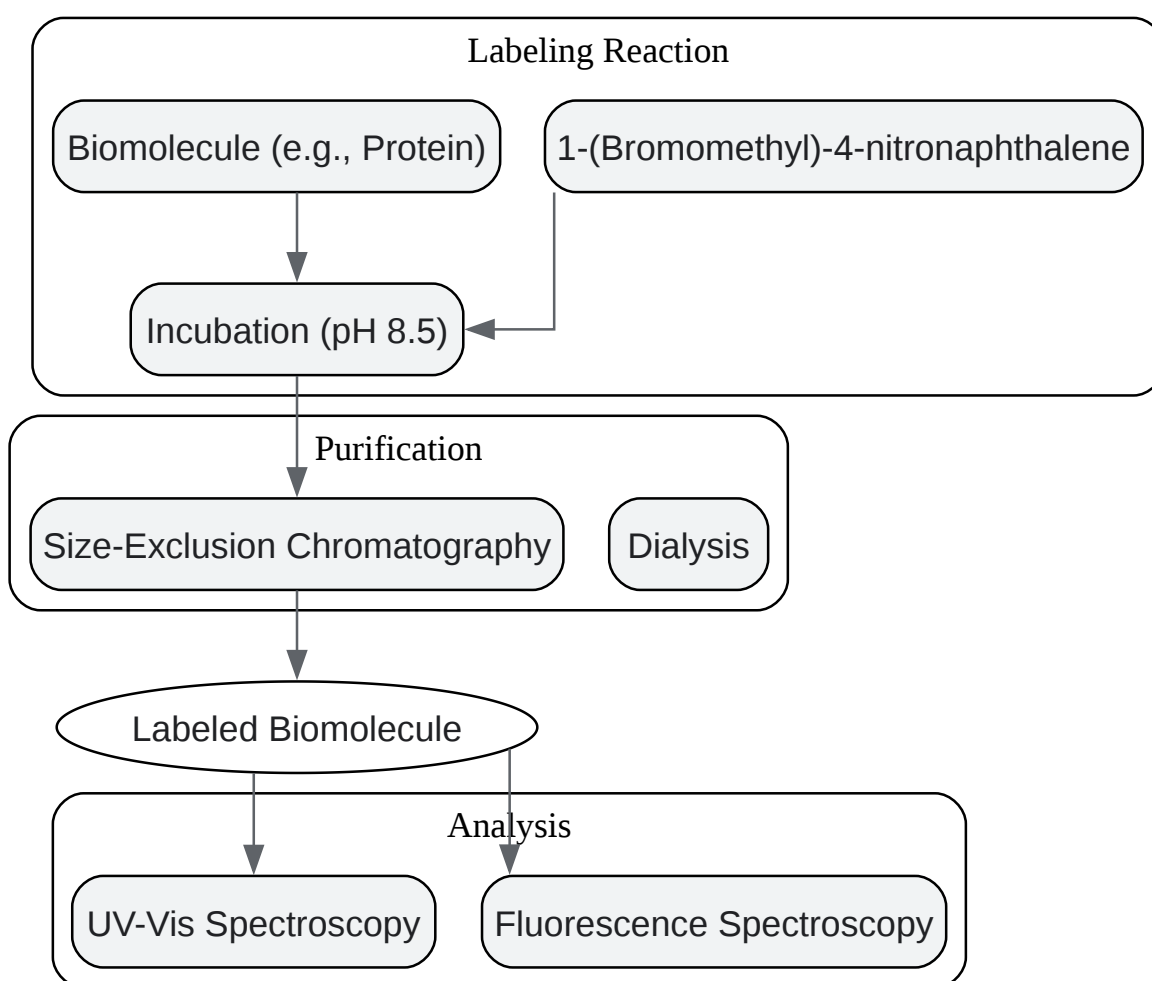 Labeling Reaction
Biomolecule (e.g., Protein)
1-(Bromomethyl)-4-nitronaphthalene
Incubation (pH 8.5)
Purification
Size-Exclusion Chromatography
Dialysis
Labeled Biomolecule
Analysis
UV-Vis Spectroscopy
Fluorescence Spectroscopy